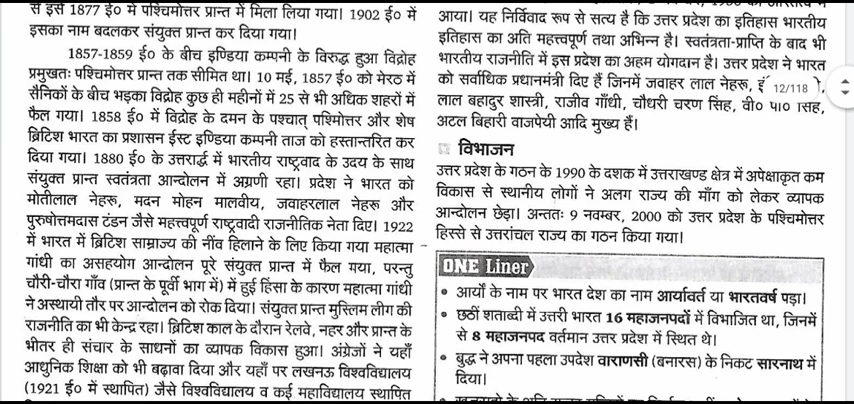 से इसे 1877 ई० में पश्चिमोत्तर प्रान्त में मिला लिया गया। 1902 ई० में
इसका नाम बदलकर संयुक्त प्रान्त कर दिया गया।
1857-1859 ई० के बीच इण्डिया कम्पनी के विरुद्ध हुआ विद्रोह
प्रमुखतः पश्चिमोत्तर प्रान्त तक सीमित था। 10 मई, 1857 ई० को मेरठ में
सैनिकों के बीच भड़का विद्रोह कुछ ही महीनों में 25 से भी अधिक शहरों में
फैल गया। 1858 ई० में विद्रोह के दमन के पश्चात् पश्मिोत्तर और शेष
ब्रिटिश भारत का प्रशासन ईस्ट इण्डिया कम्पनी ताज को हस्तान्तरित कर
दिया गया। 1880 ई० के उत्तरार्द्ध में भारतीय राष्ट्रवाद के उदय के साथ
संयुक्त प्रान्त स्वतंत्रता आन्दोलन में अग्रणी रहा। प्रदेश ने भारत को
मोतीलाल नेहरू, मदन मोहन मालवीय, जवाहरलाल नेहरू और
पुरुषोत्तमदास टंडन जैसे महत्त्वपूर्ण राष्ट्रवादी राजनीतिक नेता दिए। 1922
में भारत में ब्रिटिश साम्राज्य की नींव हिलाने के लिए किया गया महात्मा
गांधी का असहयोग आन्दोलन पूरे संयुक्त प्रान्त में फैल गया, परन्तु
चौरी-चौरा गाँव (प्रान्त के पूर्वी भाग में) में हुई हिंसा के कारण महात्मा गांधी
ने अस्थायी तौर पर आन्दोलन को रोक दिया। संयुक्त प्रान्त मुस्लिम लीग की
राजनीति का भी केन्द्र रहा। ब्रिटिश काल के दौरान रेलवे, नहर और प्रान्त के
भीतर ही संचार के साधनों का व्यापक विकास हुआ। अंग्रेजों ने यहाँ
आधुनिक शिक्षा को भी बढ़ावा दिया और यहाँ पर लखनऊ विश्वविद्यालय
(1921 ई० में स्थापित) जैसे विश्वविद्यालय व कई महाविद्यालय स्थापित
आया। यह निर्विवाद रूप से सत्य है कि उत्तर प्रदेश का इतिहास भारतीय
इतिहास का अति महत्त्वपूर्ण तथा अभिन्न है। स्वतंत्रता-प्राप्ति के बाद भी
भारतीय राजनीति में इस प्रदेश का अहम योगदान है। उत्तर प्रदेश ने भारत
को सर्वाधिक प्रधानमंत्री दिए हैं जिनमें जवाहर लाल नेहरू, 12/118
लाल बहादुर शास्त्री, राजीव गाँधी, चौधरी चरण सिंह, वी० पी० सिंह,
अटल बिहारी वाजपेयी आदि मुख्य हैं।
विभाजन
उत्तर प्रदेश के गठन के 1990 के दशक में उत्तराखण्ड क्षेत्र में अपेक्षाकृत कम
विकास से स्थानीय लोगों ने अलग राज्य की माँग को लेकर व्यापक
आन्दोलन छेड़ा। अन्ततः 9 नवम्बर, 2000 को उत्तर प्रदेश के पश्चिमोत्तर
हिस्से से उत्तरांचल राज्य का गठन किया गया।
ONE Liner
• आर्यों के नाम पर भारत देश का नाम आर्यावर्त या भारतवर्ष पड़ा।
• छठीं शताब्दी में उत्तरी भारत 16 महाजनपदों में विभाजित था, जिनमें
से 8 महाजनपद वर्तमान उत्तर प्रदेश में स्थित थे।
• बुद्ध ने अपना पहला उपदेश वाराणसी (बनारस) के निकट सारनाथ में
दिया।